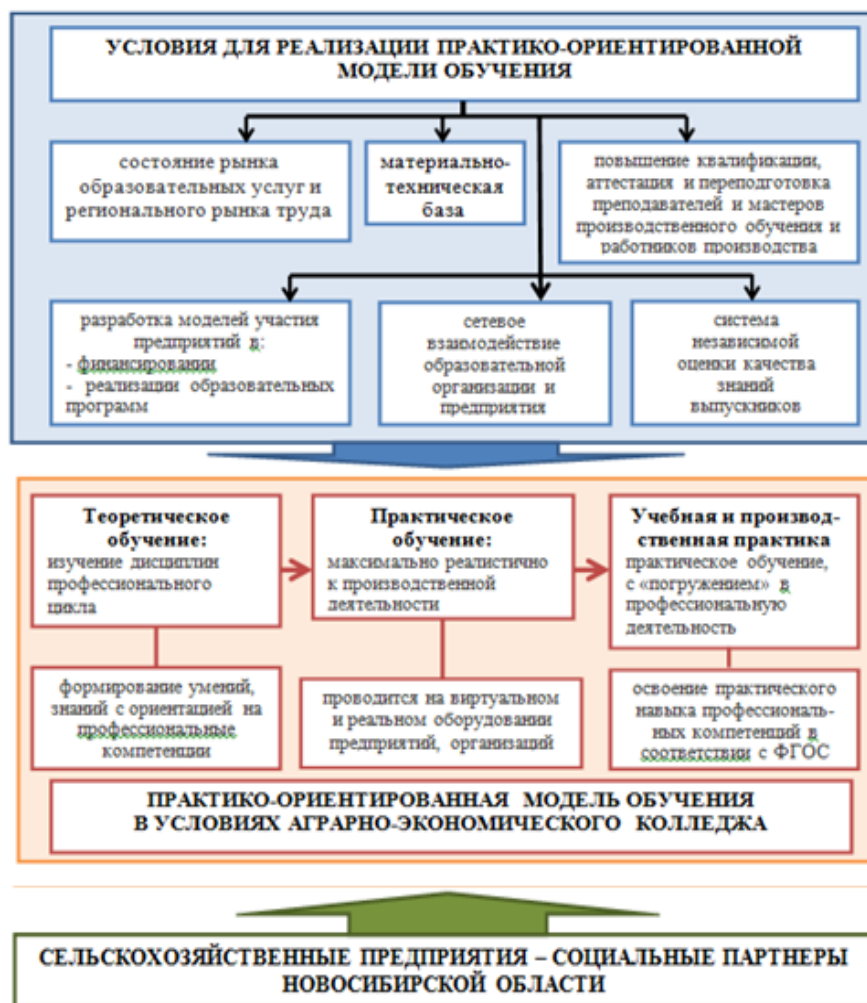 УСЛОВИЯ ДЛЯ РЕАЛИЗАЦИИ ПРАКТИКО-ОРИЕНТИРОВАННОЙ
МОДЕЛИ ОБУЧЕНИЯ
состояние рынка
образовательных услуг и
регионального рынка труда
материально-
техническая
база
повышение квалификации,
аттестация и переподготовка
преподавателей и мастеров
производственного обучения и
работников производства
разработка моделей участия
предприятий в:
- финансировании
- реализации образовательных
программ
сетевое
взаимодействие
образовательной
организации и
предприятия
система
независимой
оценки качества
знаний
выпускников
Теоретическое
обучение:
изучение дисциплин
профессионального
цикла
Практическое
обучение:
максимально реалистично
к производственной
деятельности
Учебная и производ-
ственная практика
практическое обучение,
с «погружением» в
профессиональную
деятельность
формирование умений,
знаний с ориентацией на
профессиональные
компетенции
проводится на виртуальном
и реальном оборудовании
предприятий, организаций
освоение практического
навыка профессиональ-
ных компетенций в
соответствии с ФГОС
ПРАКТИКО-ОРИЕНТИРОВАННАЯ МОДЕЛЬ ОБУЧЕНИЯ
В УСЛОВИЯХ АГРАРНО-ЭКОНОМИЧЕСКОГО КОЛЛЕДЖА
СЕЛЬСКОХОЗЯЙСТВЕННЫЕ ПРЕДПРИЯТИЯ – СОЦИАЛЬНЫЕ ПАРТНЕРЫ
НОВОСИБИРСКОЙ ОБЛАСТИ